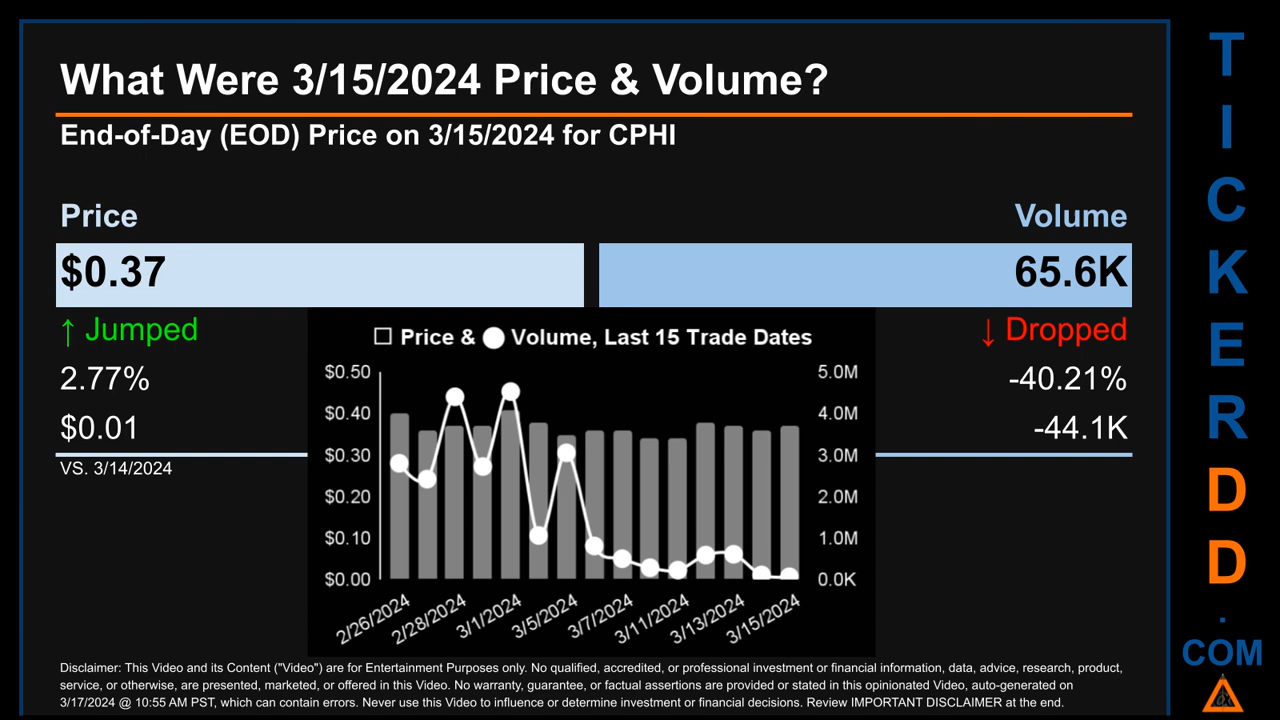 What Were 3/15/2024 Price & Volume?
End-of-Day (EOD) Price on 3/15/2024 for CPHI
Price
Volume
$0.37
65.6K
↑ Jumped
↓ Dropped
2.77%
-40.21%
$0.01
-44.1K
VS. 3/14/2024
Price & Volume, Last 15 Trade Dates
$0.50
$0.40
$0.30
$0.20
$0.10
$0.00
5.0M
4.0M
3.0M
2.0M
1.0M
0.0K
2/26/2024
2/28/2024
3/1/2024
3/5/2024
3/7/2024
3/11/2024
3/13/2024
3/15/2024
Disclaimer: This Video and its Content ("Video") are for Entertainment Purposes only. No qualified, accredited, or professional investment or financial information, data, advice, research, product,
service, or otherwise, are presented, marketed, or offered in this Video. No warranty, guarantee, or factual assertions are provided or stated in this opinionated Video, auto-generated on
3/17/2024 @ 10:55 AM PST, which can contain errors. Never use this Video to influence or determine investment or financial decisions. Review IMPORTANT DISCLAIMER at the end.
T
I
C
K
E
R
D
D
.
COM